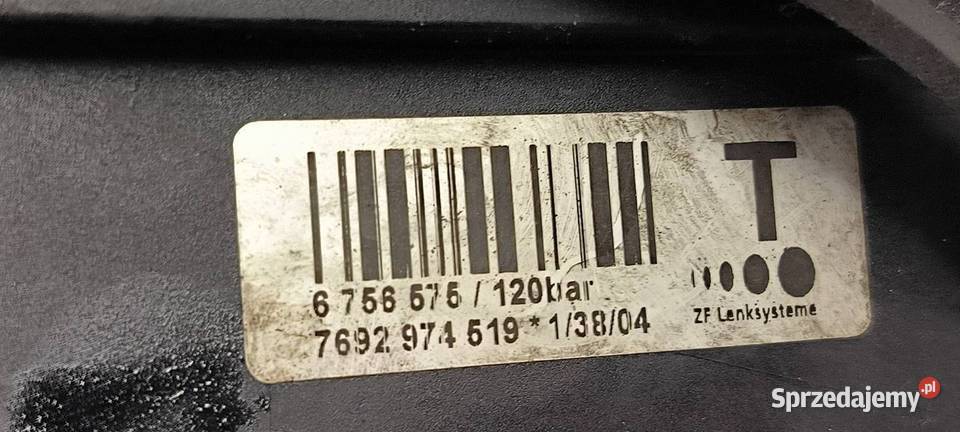 T
6 756 575 / 120bar
7692 974 519 * 1/38/04
ZF Lenksysteme
Sprzedajemy.pl